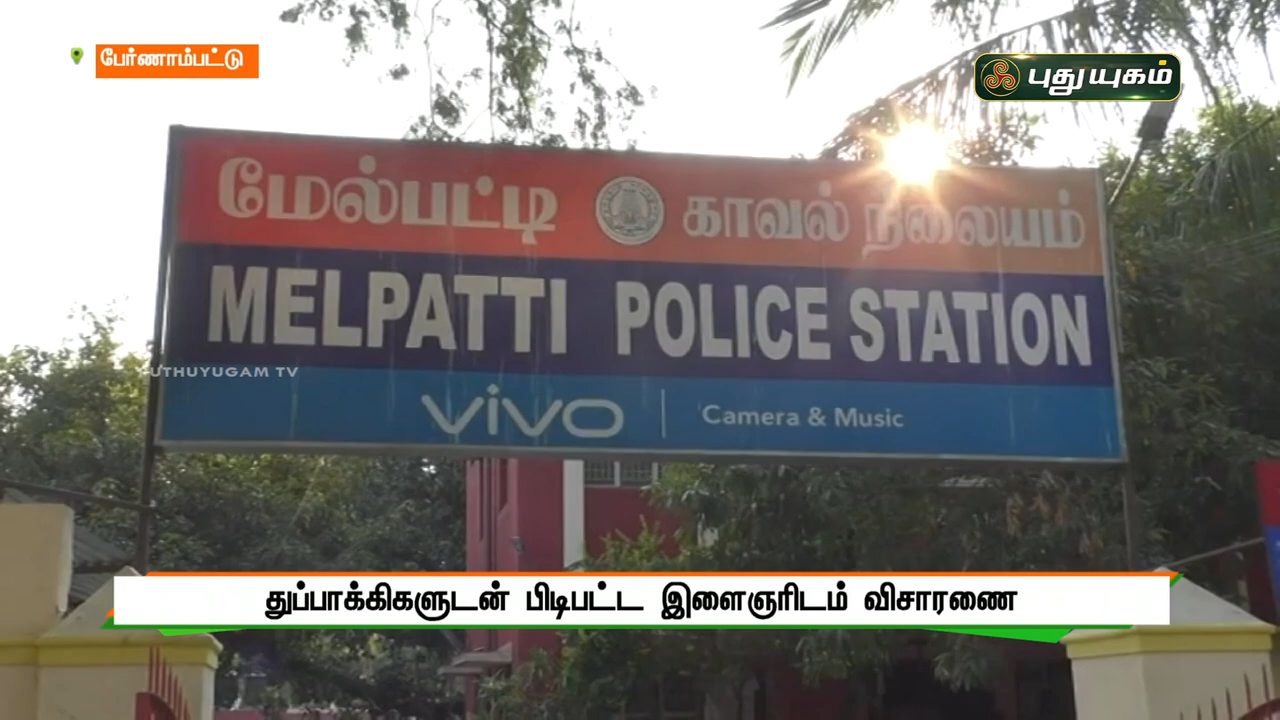 பேர்ணாம்பட்டு
புதுயுகம்
மேல்பட்டி காவல் நிலையம்
MELPATTI POLICE STATION
UTHUYUGAM TV
vivo Camera & Music
துப்பாக்கிகளுடன் பிடிபட்ட இளைஞரிடம் விசாரணை